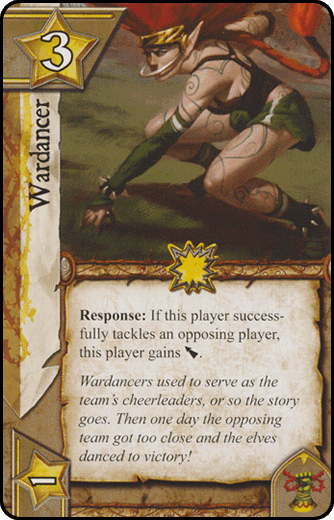 3
Wardancer
Response: If this player success-
fully tackles an opposing player,
this player gains .
Wardancers used to serve as the
team's cheerleaders, or so the story
goes. Then one day the opposing
team got too close and the elves
danced to victory!
1